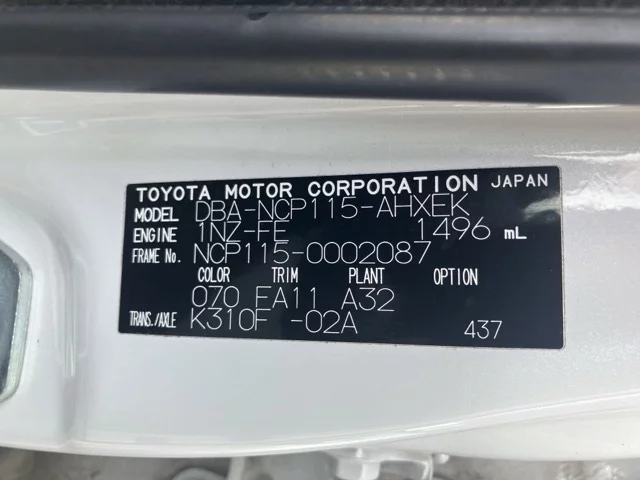 TOYOTA MOTOR CORPORATION JAPAN
MODEL DBA-NCP115-AHXEK
ENGINE 1NZ-FE 1496 mL
FRAME No. NCP115-0002087
COLOR TRIM PLANT OPTION
070 FA11 A32
TRANS./AXLE K310F -02A 437